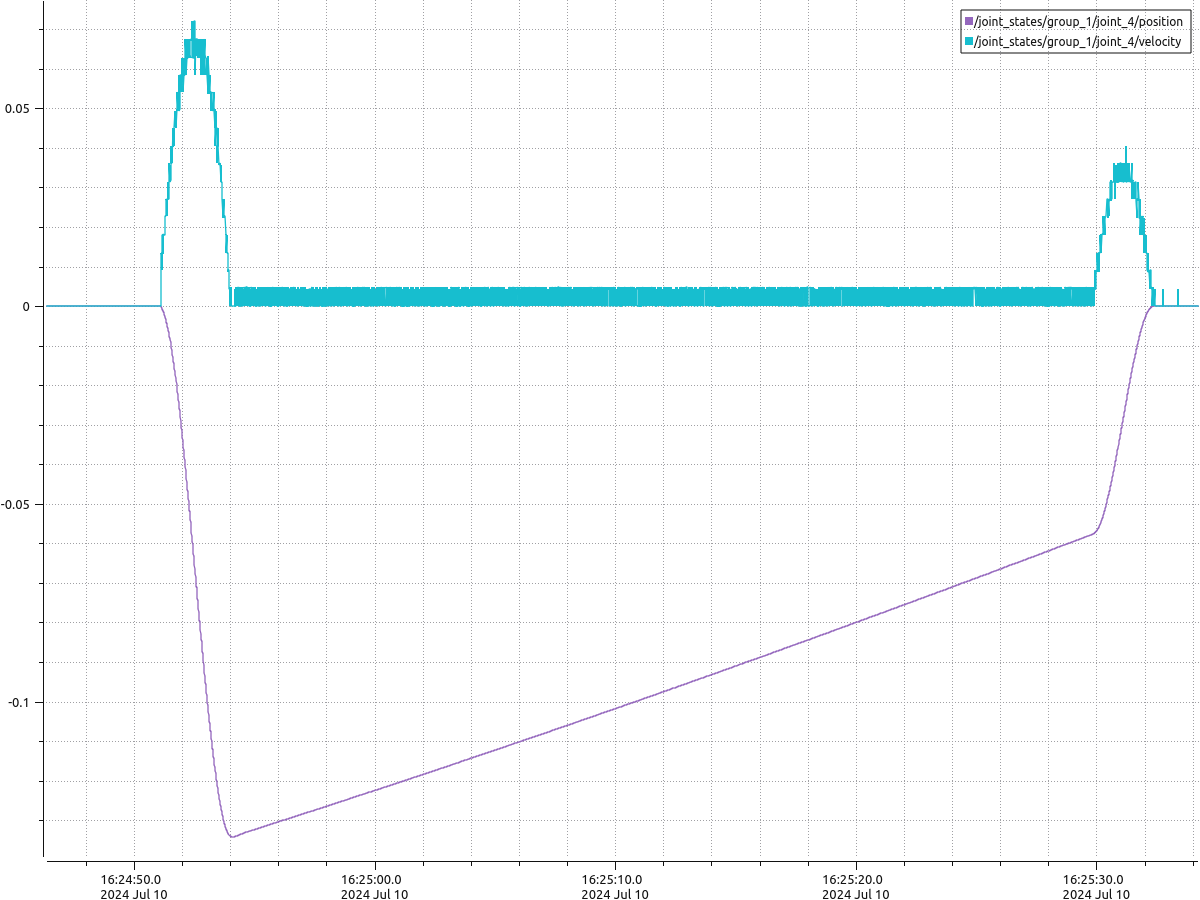 /joint_states/group_1/joint_4/position
/joint_states/group_1/joint_4/velocity
0.05
0
-0.05
-0.1
16:24:50.0
2024 Jul 10
16:25:00.0
2024 Jul 10
16:25:10.0
2024 Jul 10
16:25:20.0
2024 Jul 10
16:25:30.0
2024 Jul 10